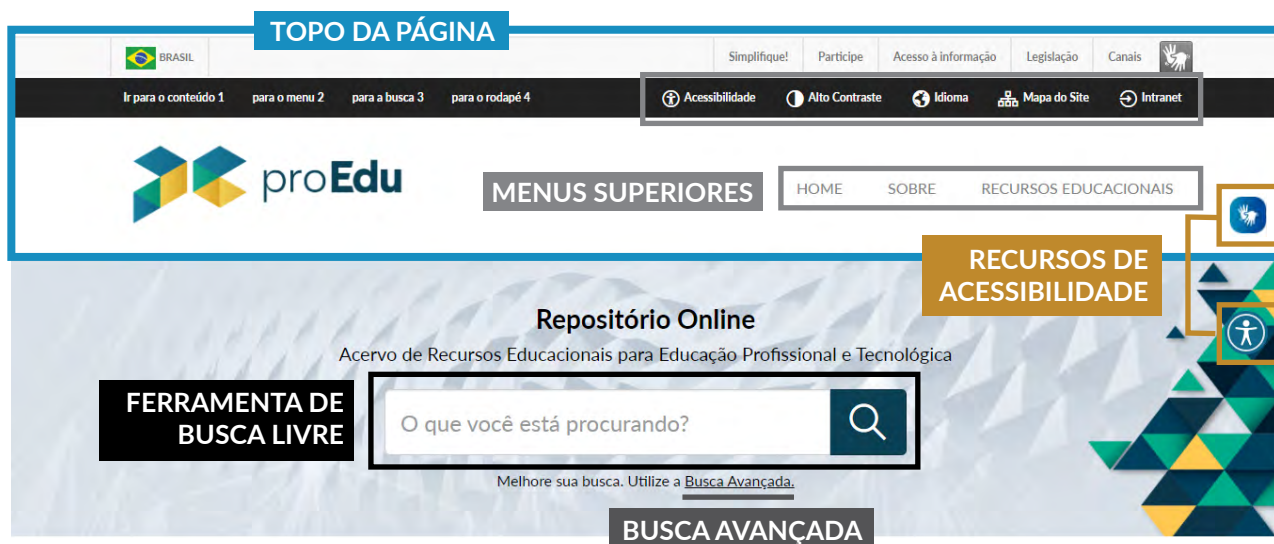 TOPO DA PÁGINA
BRASIL
Simplifique! Participe Acesso à informação Legislação Canais
Ir para o conteúdo 1 para o menu 2 para a busca 3 para o rodapé 4
Acessibilidade Alto Contraste Idioma Mapa do Site Intranet
proEdu
MENUS SUPERIORES
HOME SOBRE RECURSOS EDUCACIONAIS
RECURSOS DE
ACESSIBILIDADE
Repositório Online
Acervo de Recursos Educacionais para Educação Profissional e Tecnológica
FERRAMENTA DE
BUSCA LIVRE
O que você está procurando?
Melhore sua busca. Utilize a Busca Avançada.
BUSCA AVANÇADA